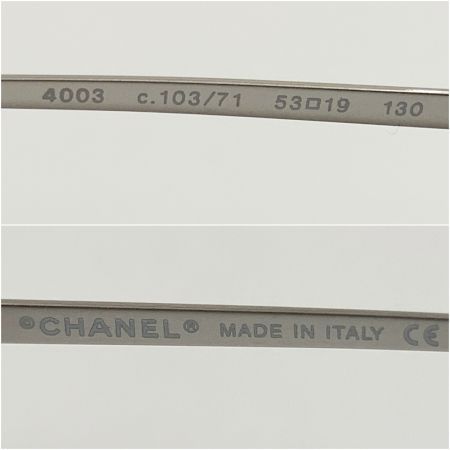 4003 c.103/71 53□19 130
©CHANEL® MADE IN ITALY CE